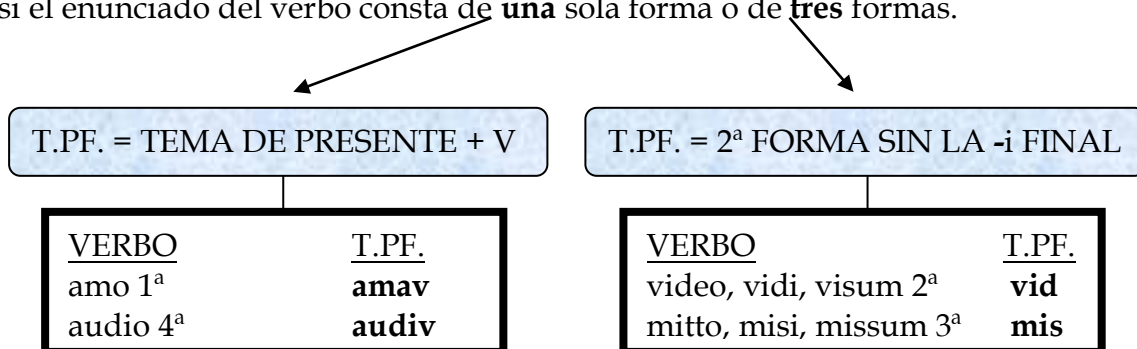 si el enunciado del verbo consta de una sola forma o de tres formas.
T.PF. = TEMA DE PRESENTE + V
T.PF. = 2ª FORMA SIN LA -i FINAL
VERBO T.PF.
amo 1ª amav
audio 4ª audiv
VERBO T.PF.
video, vidi, visum 2ª vid
mitto, misi, missum 3ª mis